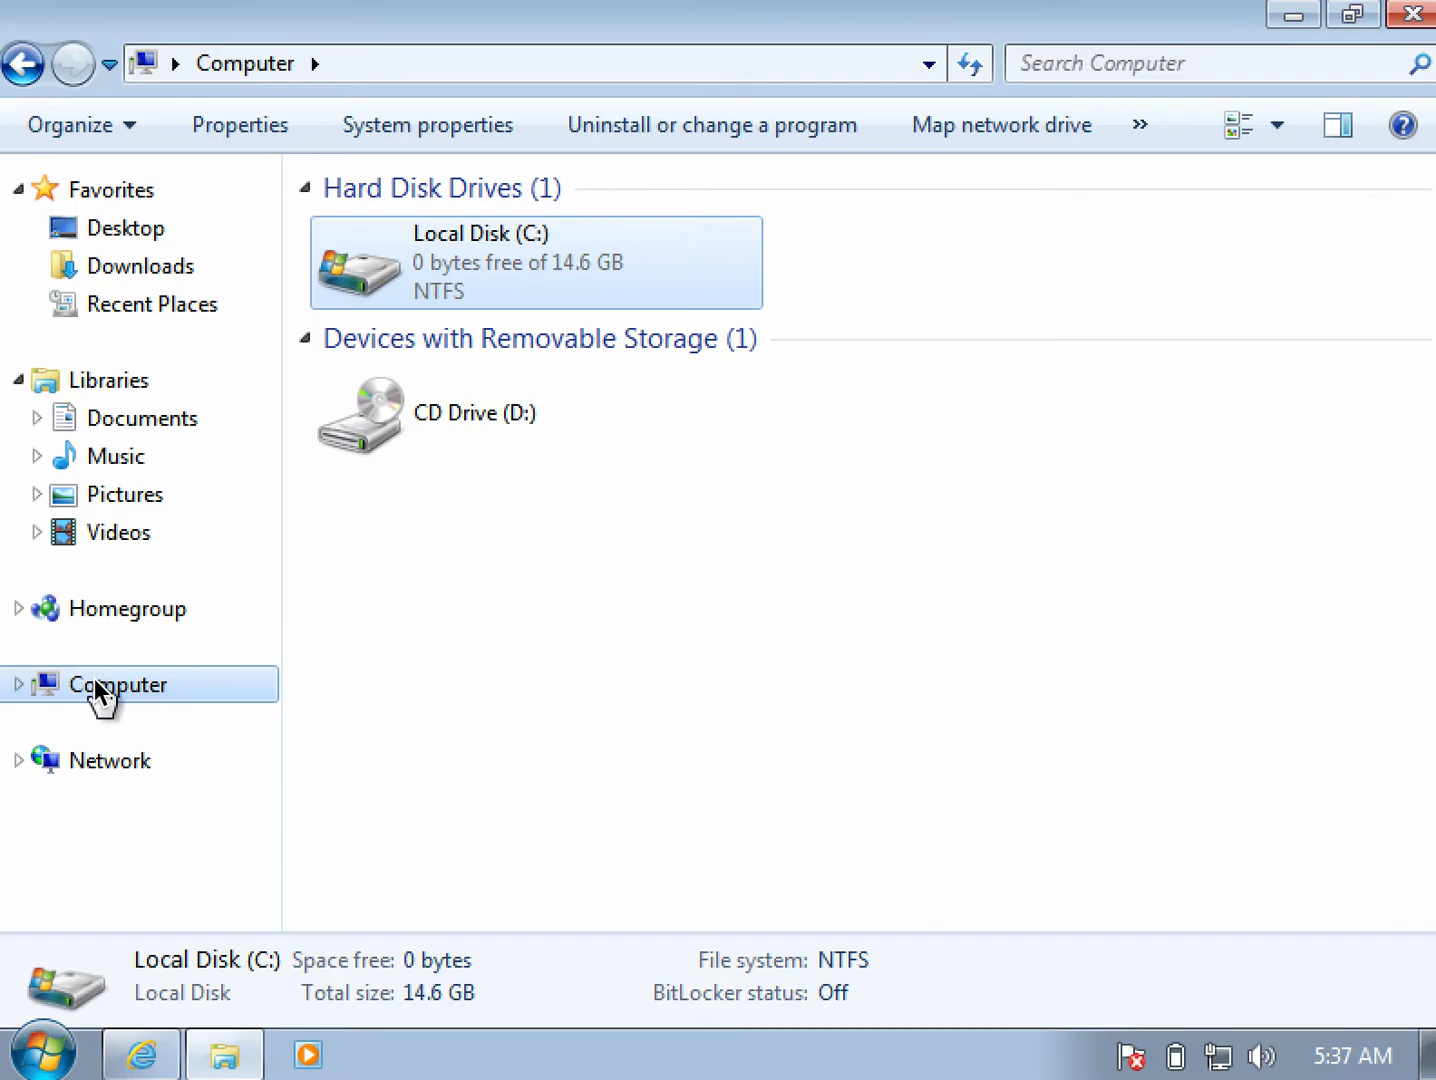 Computer
Search Computer
Organize
Properties
System properties
Uninstall or change a program
Map network drive
»
Favorites
Desktop
Downloads
Recent Places
Libraries
Documents
Music
Pictures
Videos
Homegroup
Computer
Network
Hard Disk Drives (1)
Local Disk (C:)
0 bytes free of 14.6 GB
NTFS
Devices with Removable Storage (1)
CD Drive (D:)
Local Disk (C:) Space free: 0 bytes File system: NTFS
Local Disk Total size: 14.6 GB BitLocker status: Off
5:37 AM